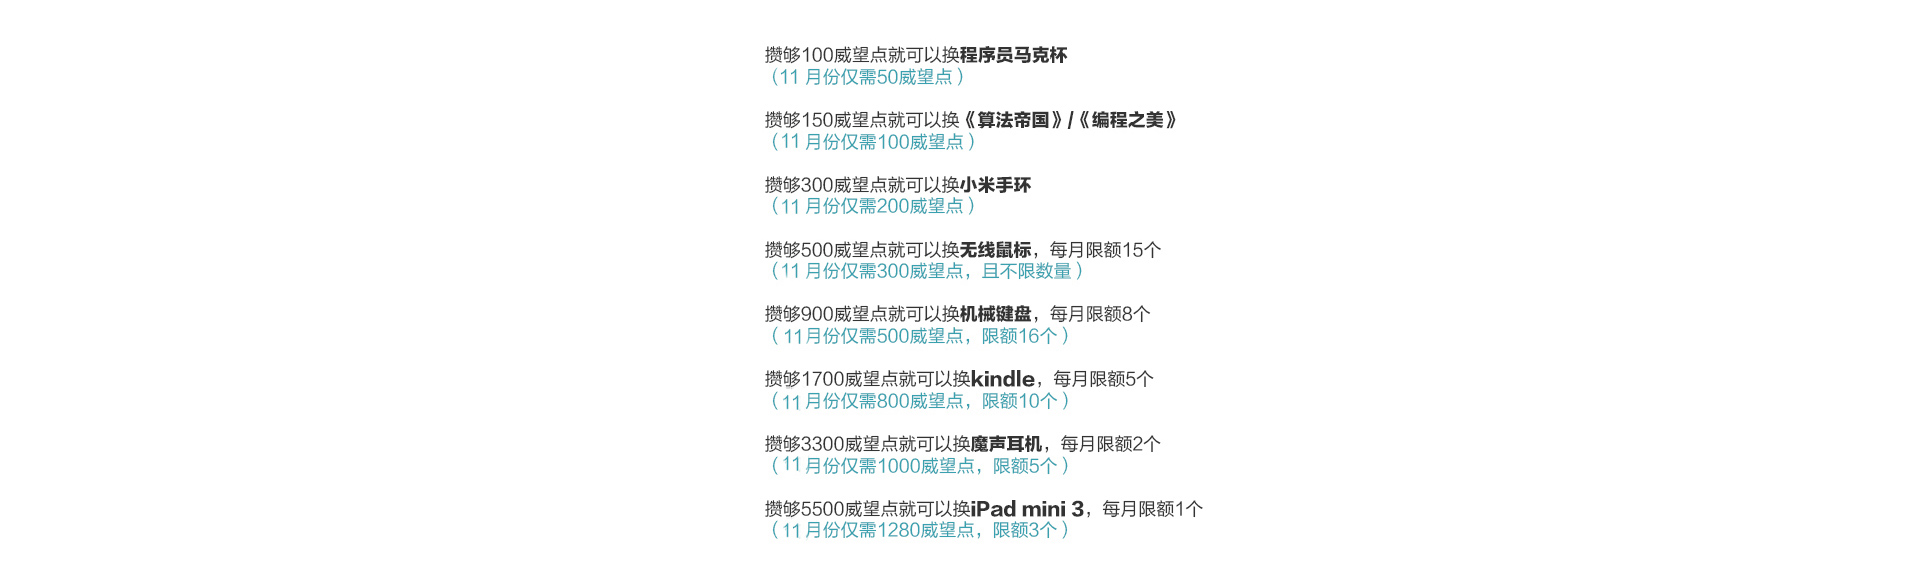 攒够100威望点就可以换程序员马克杯
（11 月份仅需50威望点）
攒够150威望点就可以换《算法帝国》/《编程之美》
（11 月份仅需100威望点）
攒够300威望点就可以换小米手环
（11 月份仅需200威望点）
攒够500威望点就可以换无线鼠标，每月限额15个
（11 月份仅需300威望点，且不限数量）
攒够900威望点就可以换机械键盘，每月限额8个
（11月份仅需500威望点，限额16个）
攒够1700威望点就可以换kindle，每月限额5个
（11月份仅需800威望点，限额10个）
攒够3300威望点就可以换魔声耳机，每月限额2个
（11 月份仅需1000威望点，限额5个）
攒够5500威望点就可以换iPad mini 3，每月限额1个
（11 月份仅需1280威望点，限额3个）